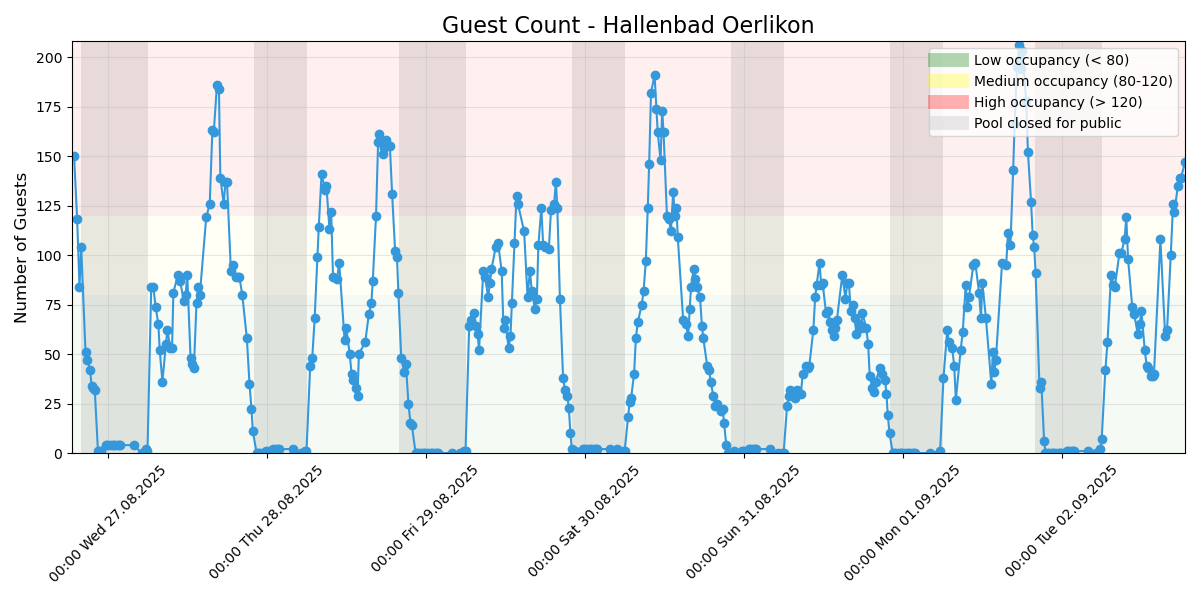 Guest Count - Hallenbad Oerlikon
Number of Guests
200
175
150
125
100
75
50
25
0
Low occupancy (< 80)
Medium occupancy (80-120)
High occupancy (> 120)
Pool closed for public
00:00 Wed 27.08.2025
00:00 Thu 28.08.2025
00:00 Fri 29.08.2025
00:00 Sat 30.08.2025
00:00 Sun 31.08.2025
00:00 Mon 01.09.2025
00:00 Tue 02.09.2025